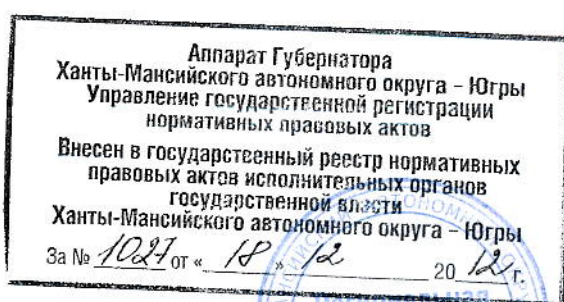 Аппарат Губернатора
Ханты-Мансийского автономного округа – Югры
Управление государственной регистрации
нормативных правовых актов
Внесен в государственный реестр нормативных
правовых актов исполнительных органов
государственной власти
Ханты-Мансийского автономного округа – Югры
За № 1027 от « 18 » 12 20 12 г.